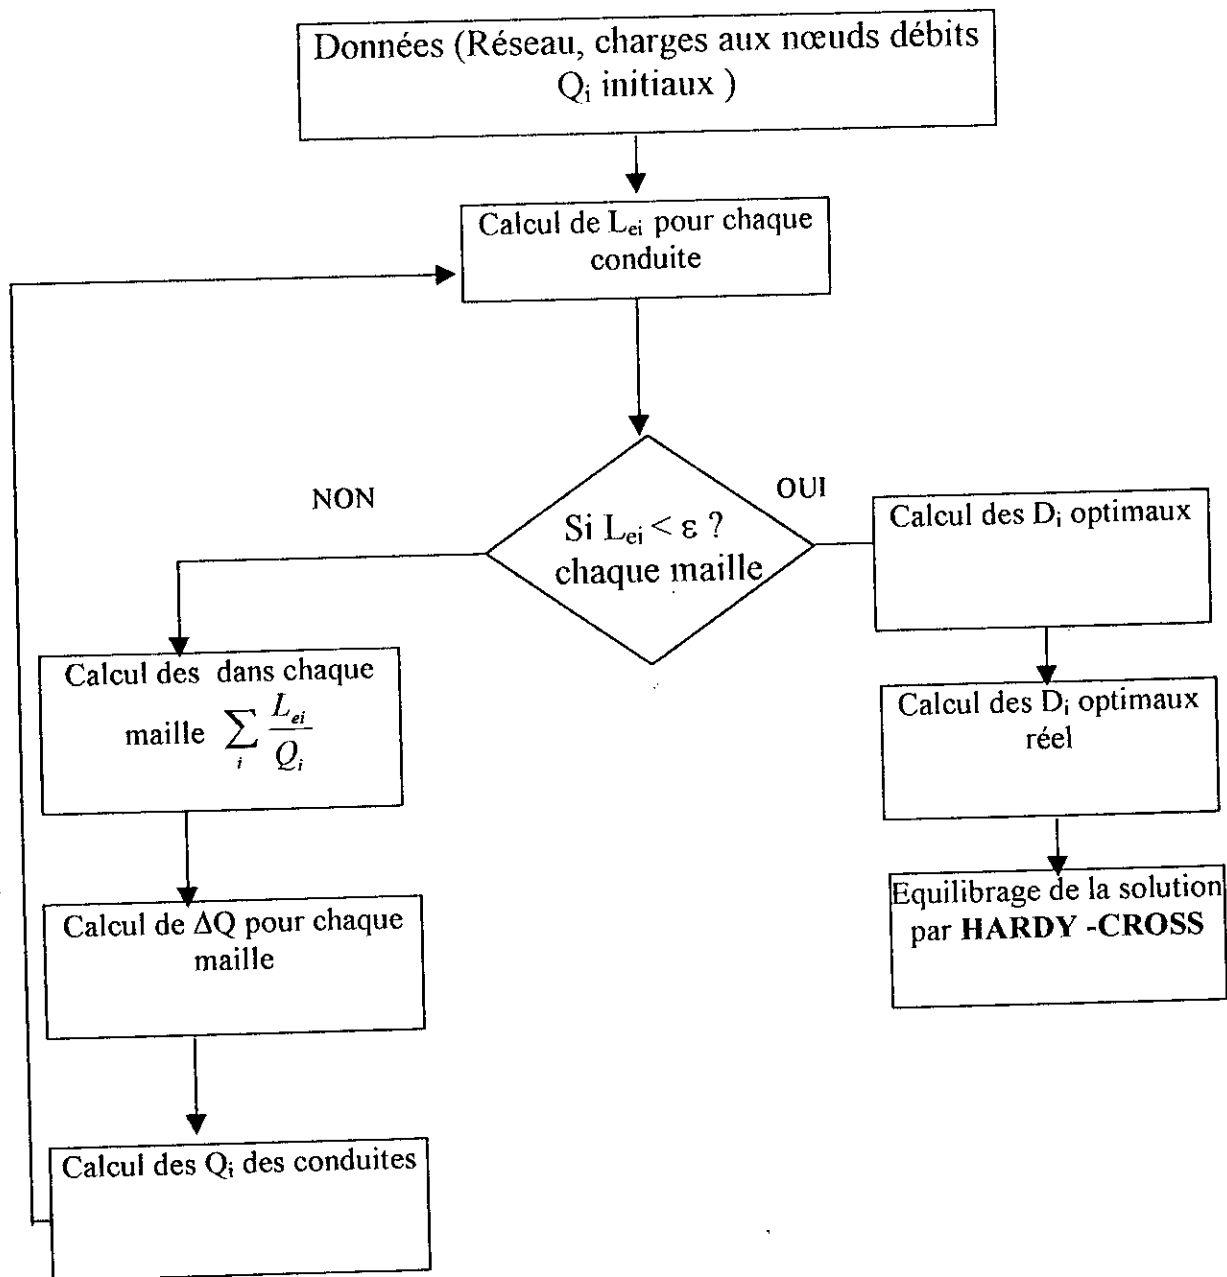 Données (Réseau, charges aux nœuds débits
Qi initiaux )
Calcul de Lei pour chaque
conduite
NON
OUI
Si Lei < ε ?
chaque maille
Calcul des Di optimaux
Calcul des dans chaque
maille ∑i Lei/Qi
Calcul des Di optimaux
réel
Calcul de ΔQ pour chaque
maille
Equilibrage de la solution
par HARDY -CROSS
Calcul des Qi des conduites